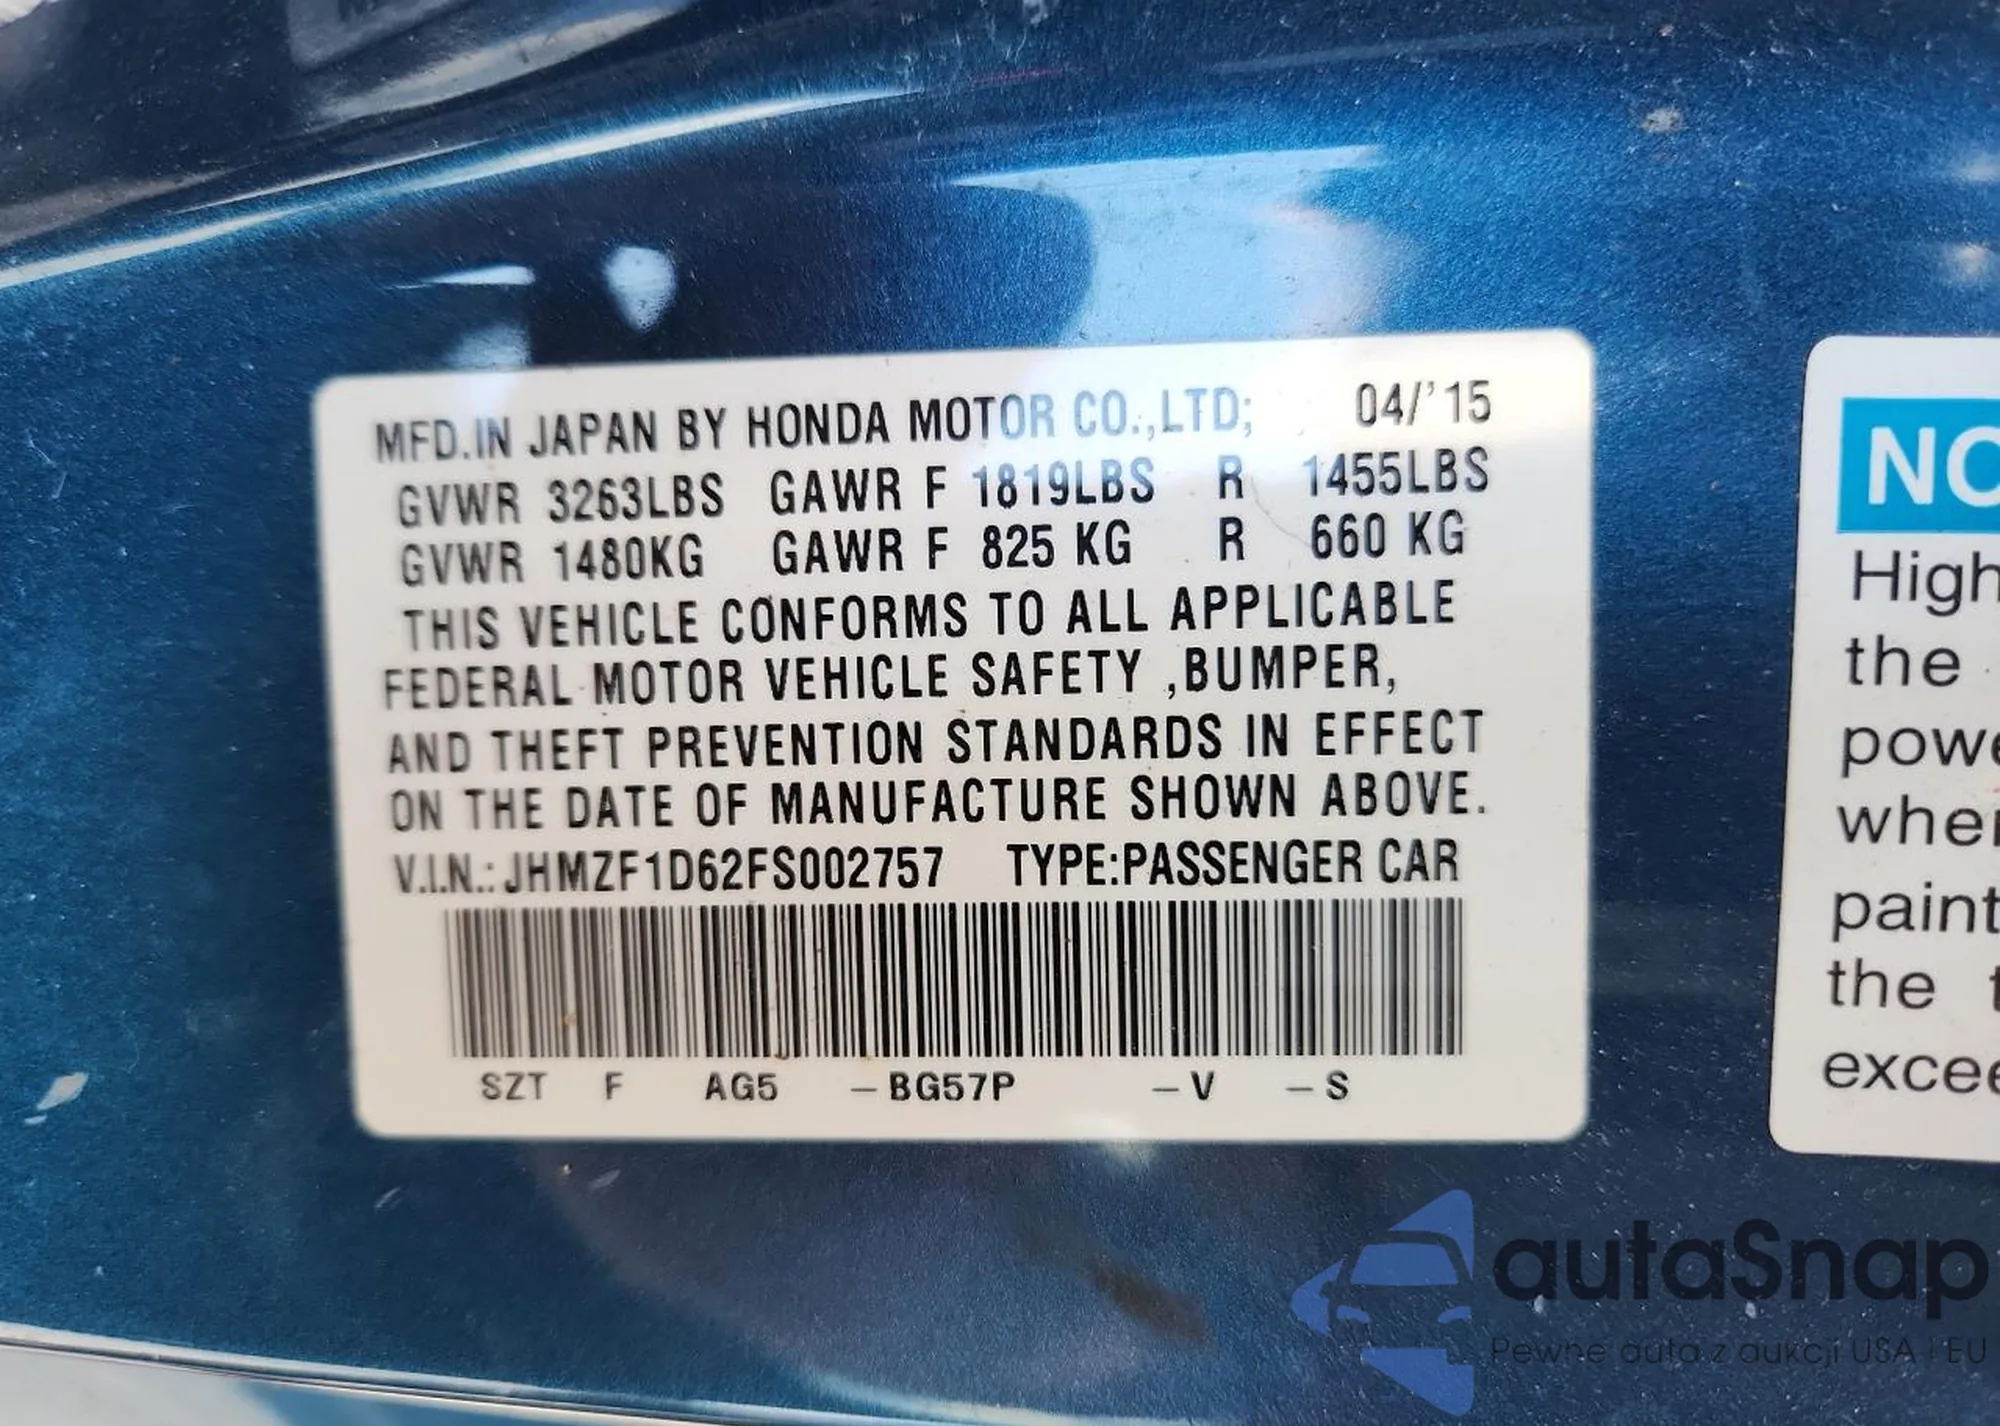 MFD.IN JAPAN BY HONDA MOTOR CO.,LTD; 04/'15
GVWR 3263LBS GAWR F 1819LBS R 1455LBS
GVWR 1480KG GAWR F 825 KG R 660 KG
THIS VEHICLE CONFORMS TO ALL APPLICABLE
FEDERAL MOTOR VEHICLE SAFETY ,BUMPER,
AND THEFT PREVENTION STANDARDS IN EFFECT
ON THE DATE OF MANUFACTURE SHOWN ABOVE.
V.I.N.: JHMZF1D62FS002757 TYPE:PASSENGER CAR
SZT F AG5 –BG57P –V –S
NO
High
the
powe
when
paint
the t
excee
autaSnap
Pewne auta z aukcji USA i EU